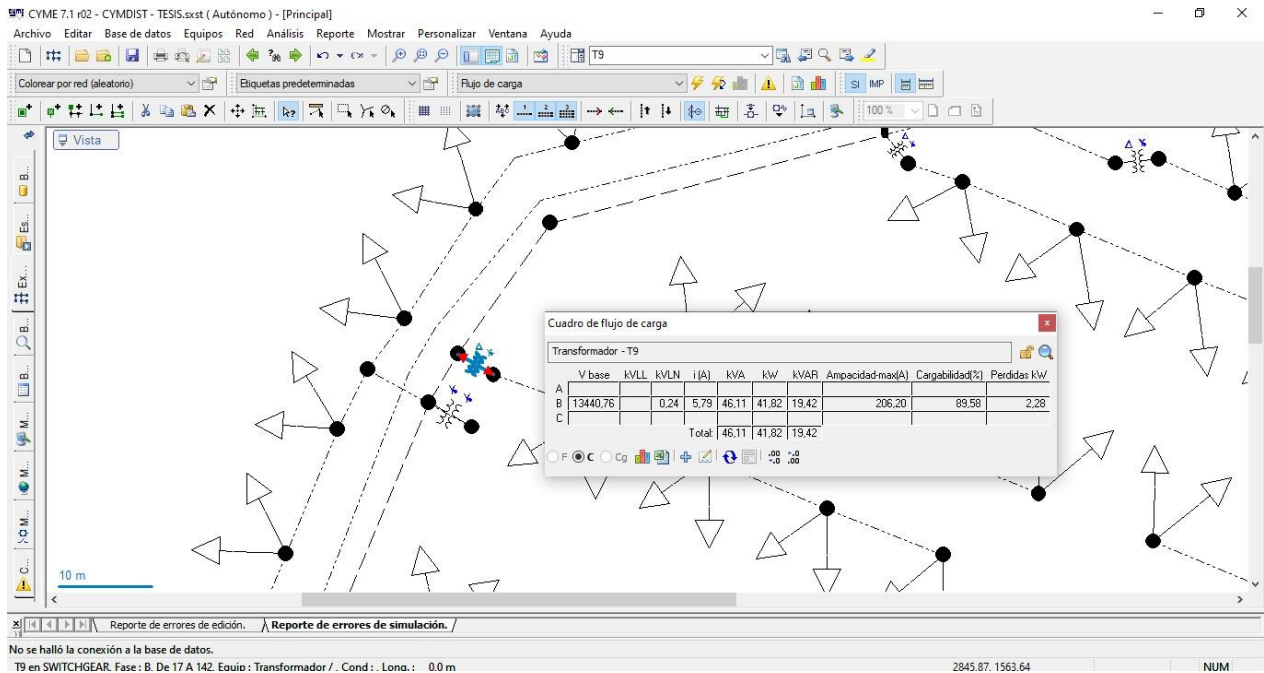 CYME 7.1 r02 - CYMDIST - TESIS.sxst ( Autónomo ) - [Principal]
Archivo Editar Base de datos Equipos Red Análisis Reporte Mostrar Personalizar Ventana Ayuda
T9
Colorear por red (aleatorio) Etiquetas predeterminadas Flujo de carga SI IMP
100 %
Vista
B...
Es...
Ex...
B...
B...
M...
M...
M...
C...
Cuadro de flujo de carga
Transformador - T9
V base kVLL kVLN i (A) kVA kW kVAR Ampacidad-max(A) Cargabilidad(%) Perdidas kW
A
B 13440,76 0,24 5,79 46,11 41,82 19,42 206,20 89,58 2,28
C
Total: 46,11 41,82 19,42
F C Cg
10 m
Reporte de errores de edición. Reporte de errores de simulación.
No se halló la conexión a la base de datos.
T9 en SWITCHGEAR. Fase : B. De 17 A 142. Equip : Transformador / . Cond : . Long. : 0.0 m 2845.87, 1563.64 NUM